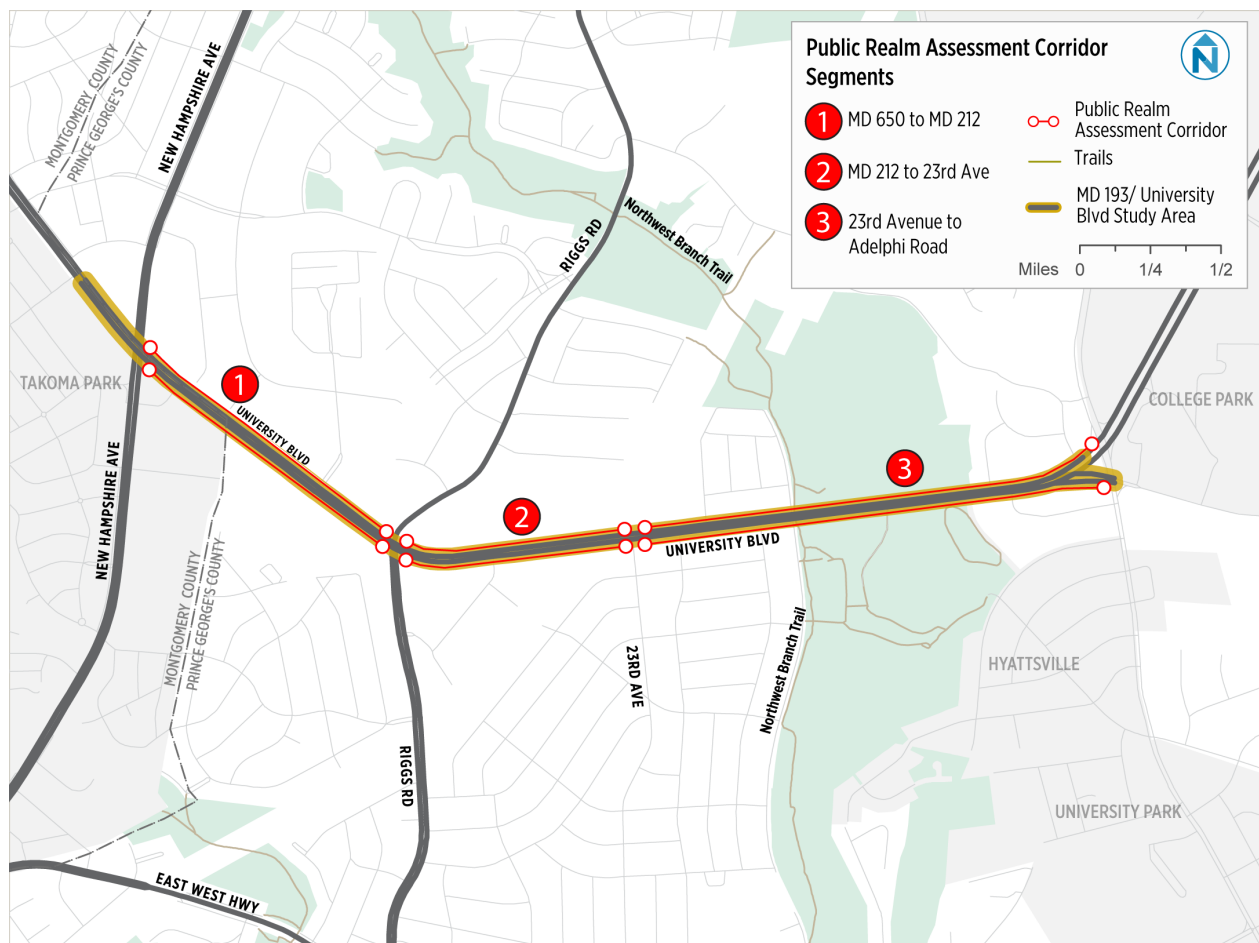 Public Realm Assessment Corridor
Segments
N
1 MD 650 to MD 212
2 MD 212 to 23rd Ave
3 23rd Avenue to
Adelphi Road
Public Realm
Assessment Corridor
Trails
MD 193/ University
Blvd Study Area
Miles 0 1/4 1/2
MONTGOMERY COUNTY
PRINCE GEORGE'S COUNTY
NEW HAMPSHIRE AVE
RIGGS RD
Northwest Branch Trail
TAKOMA PARK
1
UNIVERSITY BLVD
COLLEGE PARK
3
2
UNIVERSITY BLVD
NEW HAMPSHIRE AVE
MONTGOMERY COUNTY
PRINCE GEORGE'S COUNTY
23RD AVE
Northwest Branch Trail
HYATTSVILLE
RIGGS RD
UNIVERSITY PARK
EAST WEST HWY